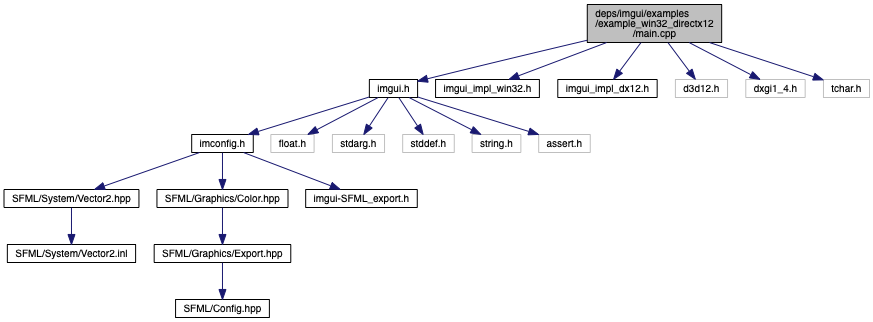 deps/imgui/examples
/example_win32_directx12
/main.cpp
imgui.h
imgui_impl_win32.h
imgui_impl_dx12.h
d3d12.h
dxgi1_4.h
tchar.h
imconfig.h
float.h
stdarg.h
stddef.h
string.h
assert.h
SFML/System/Vector2.hpp
SFML/Graphics/Color.hpp
imgui-SFML_export.h
SFML/System/Vector2.inl
SFML/Graphics/Export.hpp
SFML/Config.hpp